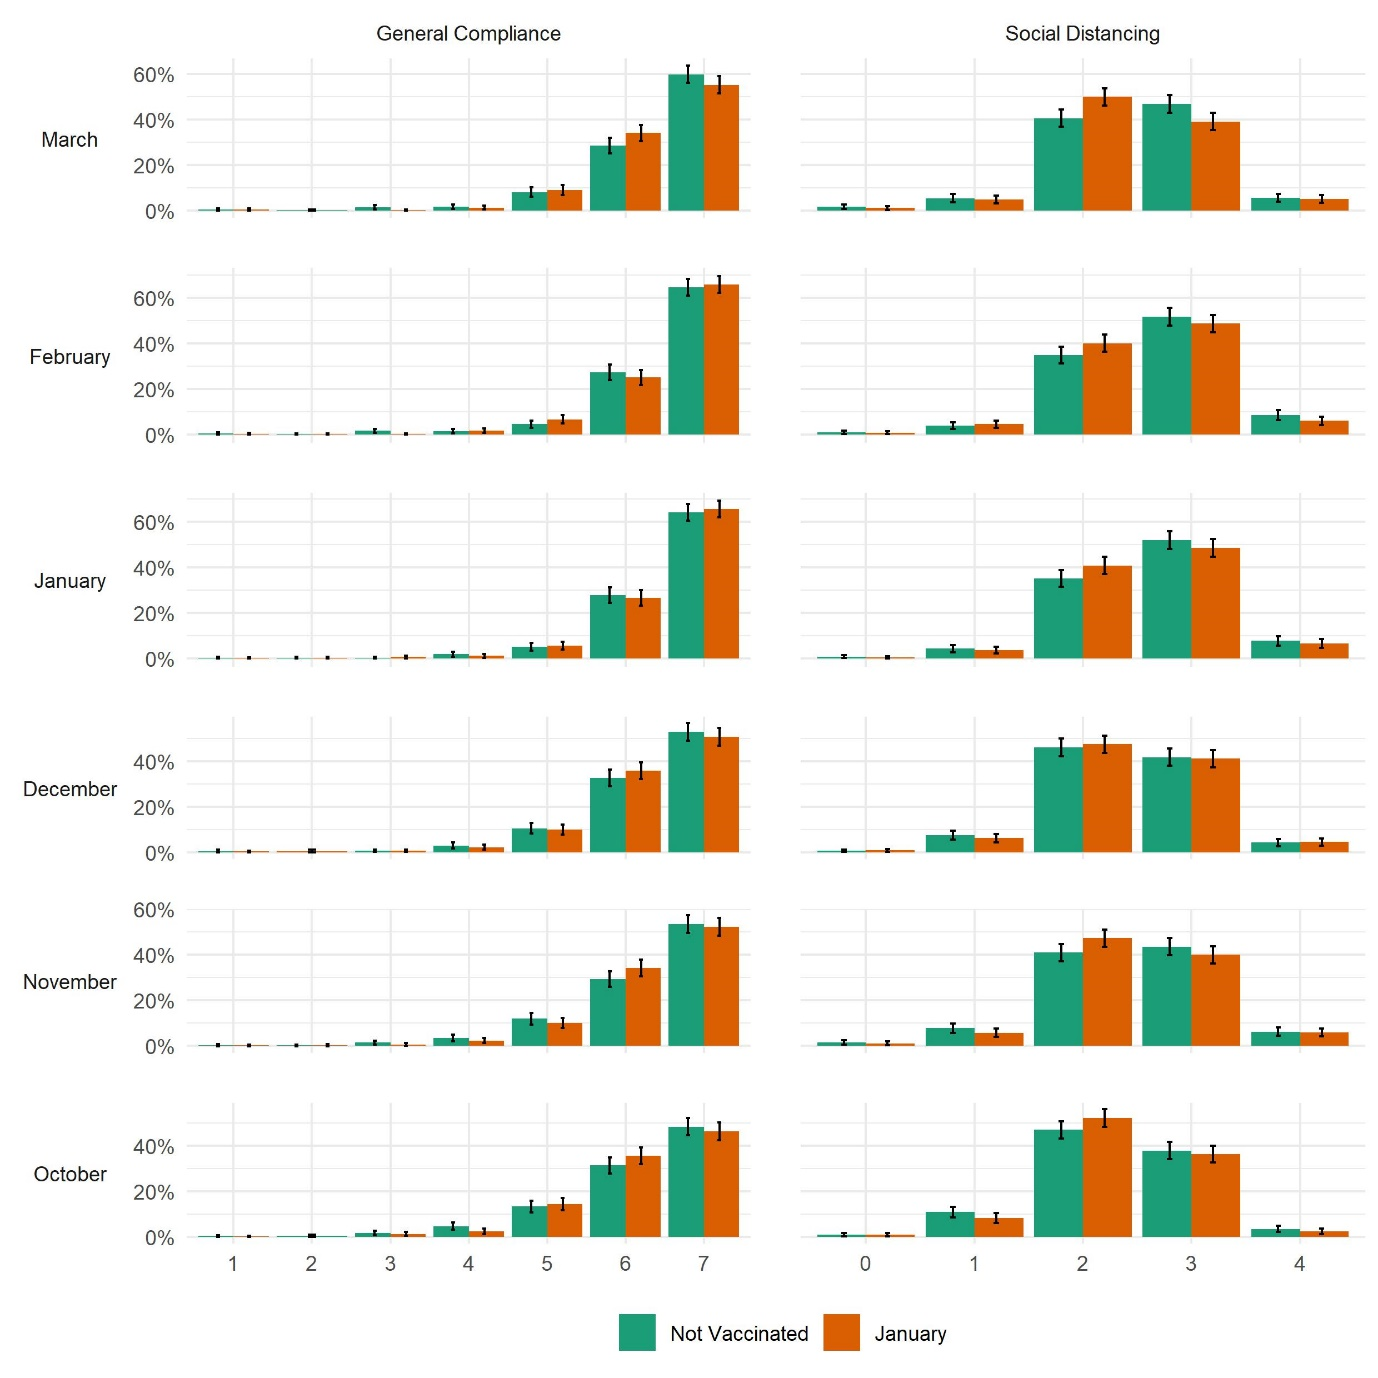 General Compliance Social Distancing
60%
40%
March
20%
0%
60%
February
40%
20%
0%
60%
January
40%
20%
0%
40%
December
20%
0%
60%
40%
November
20%
0%
40%
October
20%
0%
1 2 3 4 5 6 7 0 1 2 3 4
Not Vaccinated January